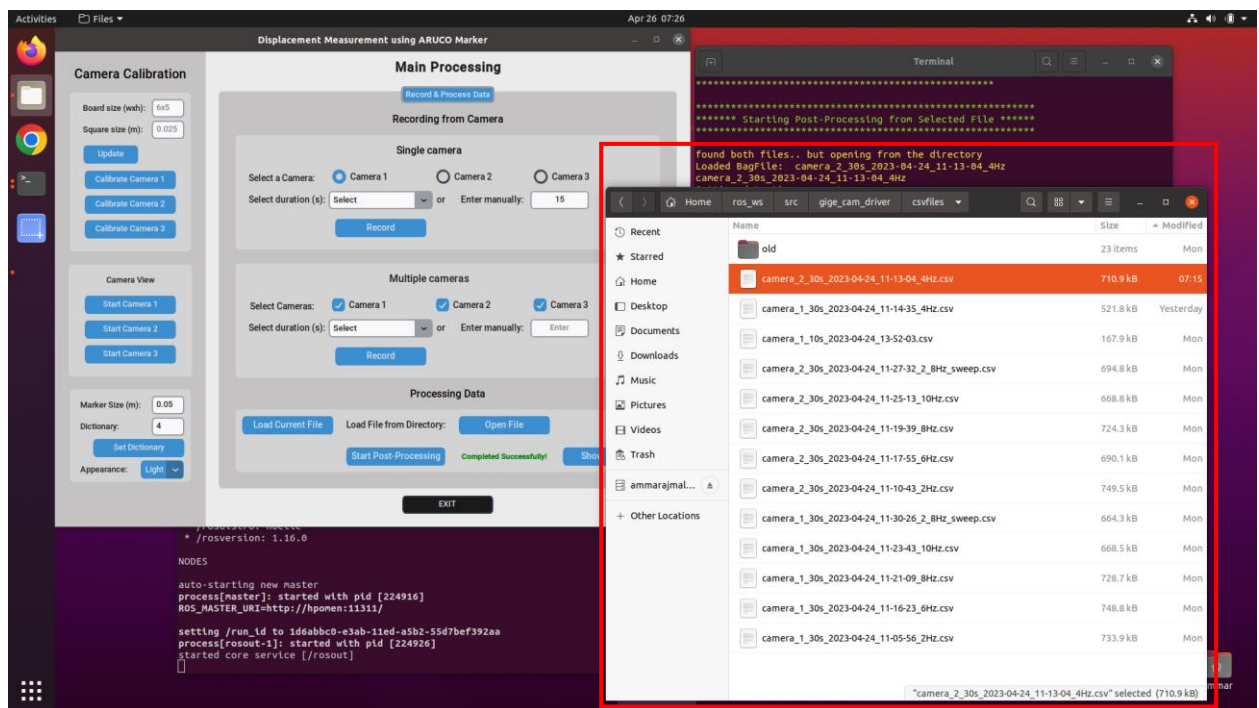 Activities Files Apr 26 07:26
Displacement Measurement using ARUCO Marker
Camera Calibration
Board size (wxh): 6x5
Square size (m): 0.025
Update
Calibrate Camera 1
Calibrate Camera 2
Calibrate Camera 3
Camera View
Start Camera 1
Start Camera 2
Start Camera 3
Marker Size (m): 0.05
Dictionary: 4
Set Dictionary
Appearance: Light
Main Processing
Record & Process Data
Recording from Camera
Single camera
Select a Camera: Camera 1 Camera 2 Camera 3
Select duration (s): Select or Enter manually: 15
Record
Multiple cameras
Select Cameras: Camera 1 Camera 2 Camera 3
Select duration (s): Select or Enter manually: Enter
Record
Processing Data
Load Current File Load File from Directory: Open File
Start Post-Processing Completed Successfully! Sho
EXIT
* /rosversion: 1.16.0
NODES
auto-starting new master
process[master]: started with pid [224916]
ROS_MASTER_URI=http://hpomen:11311/
setting /run_id to 1d6abbc0-e3ab-11ed-a5b2-55d7bef392aa
process[rosout-1]: started with pid [224926]
started core service [/rosout]
Terminal
*****************************************************
************************************************************
******* Starting Post-Processing from Selected File ******
************************************************************
found both files.. but opening from the directory
Loaded BagFile: camera_2_30s_2023-04-24_11-13-04_4Hz
camera_2_30s_2023-04-24_11-13-04_4Hz
Home ros_ws src gige_cam_driver csvfiles
Recent
Starred
Home
Desktop
Documents
Downloads
Music
Pictures
Videos
Trash
ammarajmal...
+ Other Locations
Name Size Modified
old 23 items Mon
camera_2_30s_2023-04-24_11-13-04_4Hz.csv 710.9 kB 07:15
camera_1_30s_2023-04-24_11-14-35_4Hz.csv 521.8 kB Yesterday
camera_1_10s_2023-04-24_13-52-03.csv 167.9 kB Mon
camera_2_30s_2023-04-24_11-27-32_2_8Hz_sweep.csv 694.8 kB Mon
camera_2_30s_2023-04-24_11-25-13_10Hz.csv 668.8 kB Mon
camera_2_30s_2023-04-24_11-19-39_8Hz.csv 724.3 kB Mon
camera_2_30s_2023-04-24_11-17-55_6Hz.csv 690.1 kB Mon
camera_2_30s_2023-04-24_11-10-43_2Hz.csv 749.5 kB Mon
camera_1_30s_2023-04-24_11-30-26_2_8Hz_sweep.csv 664.3 kB Mon
camera_1_30s_2023-04-24_11-23-43_10Hz.csv 668.5 kB Mon
camera_1_30s_2023-04-24_11-21-09_8Hz.csv 728.7 kB Mon
camera_1_30s_2023-04-24_11-16-23_6Hz.csv 748.8 kB Mon
camera_1_30s_2023-04-24_11-05-56_2Hz.csv 733.9 kB Mon
"camera_2_30s_2023-04-24_11-13-04_4Hz.csv" selected (710.9 kB)
mmar